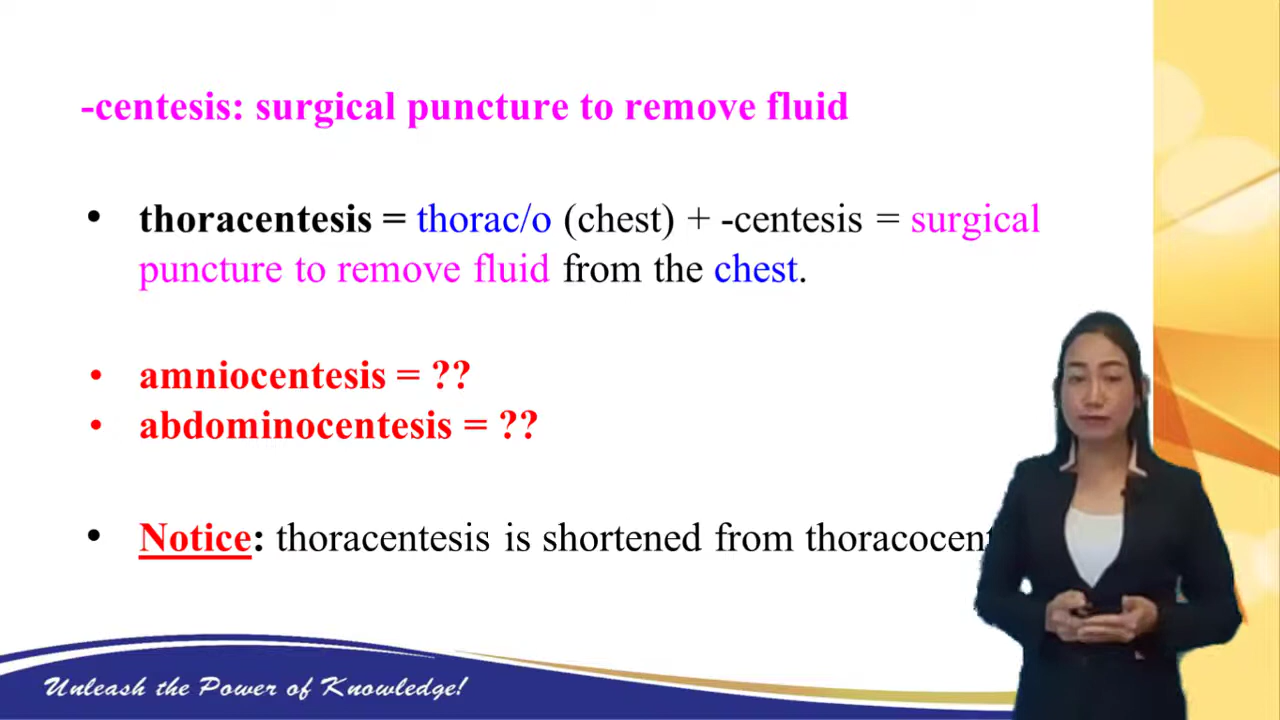 -centesis: surgical puncture to remove fluid
• thoracentesis = thorac/o (chest) + -centesis = surgical
puncture to remove fluid from the chest.
• amniocentesis = ??
• abdominocentesis = ??
• Notice: thoracentesis is shortened from
Unleash the Power of Knowledge!